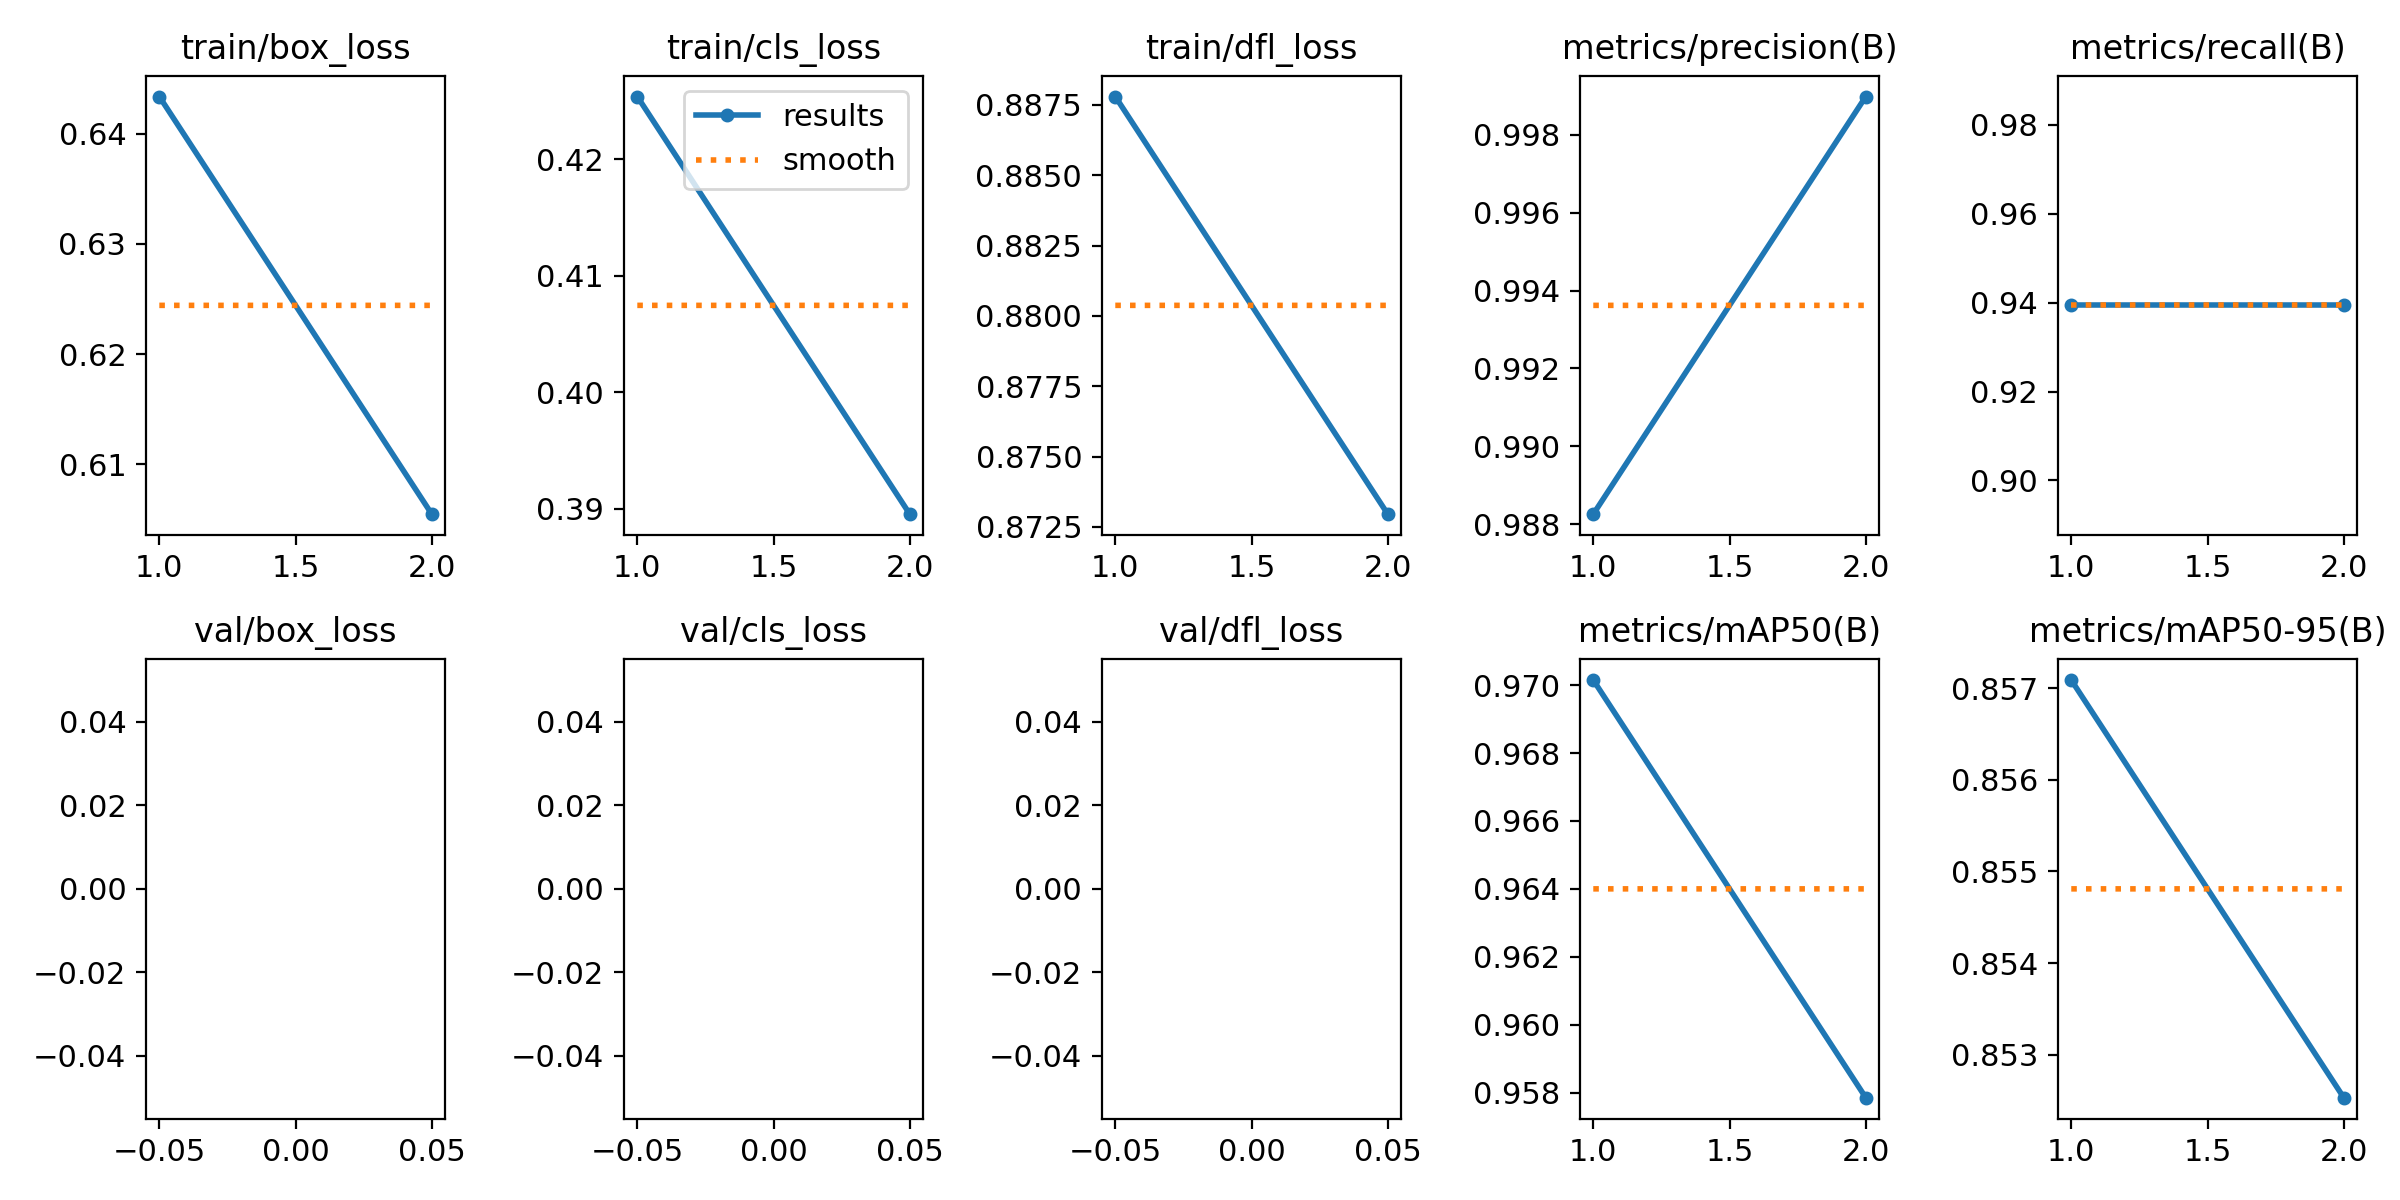 train/box_loss
train/cls_loss
train/dfl_loss
metrics/precision(B)
metrics/recall(B)
0.64
0.63
0.62
0.61
1.0 1.5 2.0
results
smooth
0.42
0.41
0.40
0.39
1.0 1.5 2.0
0.8875
0.8850
0.8825
0.8800
0.8775
0.8750
0.8725
1.0 1.5 2.0
0.998
0.996
0.994
0.992
0.990
0.988
1.0 1.5 2.0
0.98
0.96
0.94
0.92
0.90
1.0 1.5 2.0
val/box_loss
val/cls_loss
val/dfl_loss
metrics/mAP50(B)
metrics/mAP50-95(B)
0.04
0.02
0.00
−0.02
−0.04
−0.05 0.00 0.05
0.04
0.02
0.00
−0.02
−0.04
−0.05 0.00 0.05
0.04
0.02
0.00
−0.02
−0.04
−0.05 0.00 0.05
0.970
0.968
0.966
0.964
0.962
0.960
0.958
1.0 1.5 2.0
0.857
0.856
0.855
0.854
0.853
1.0 1.5 2.0